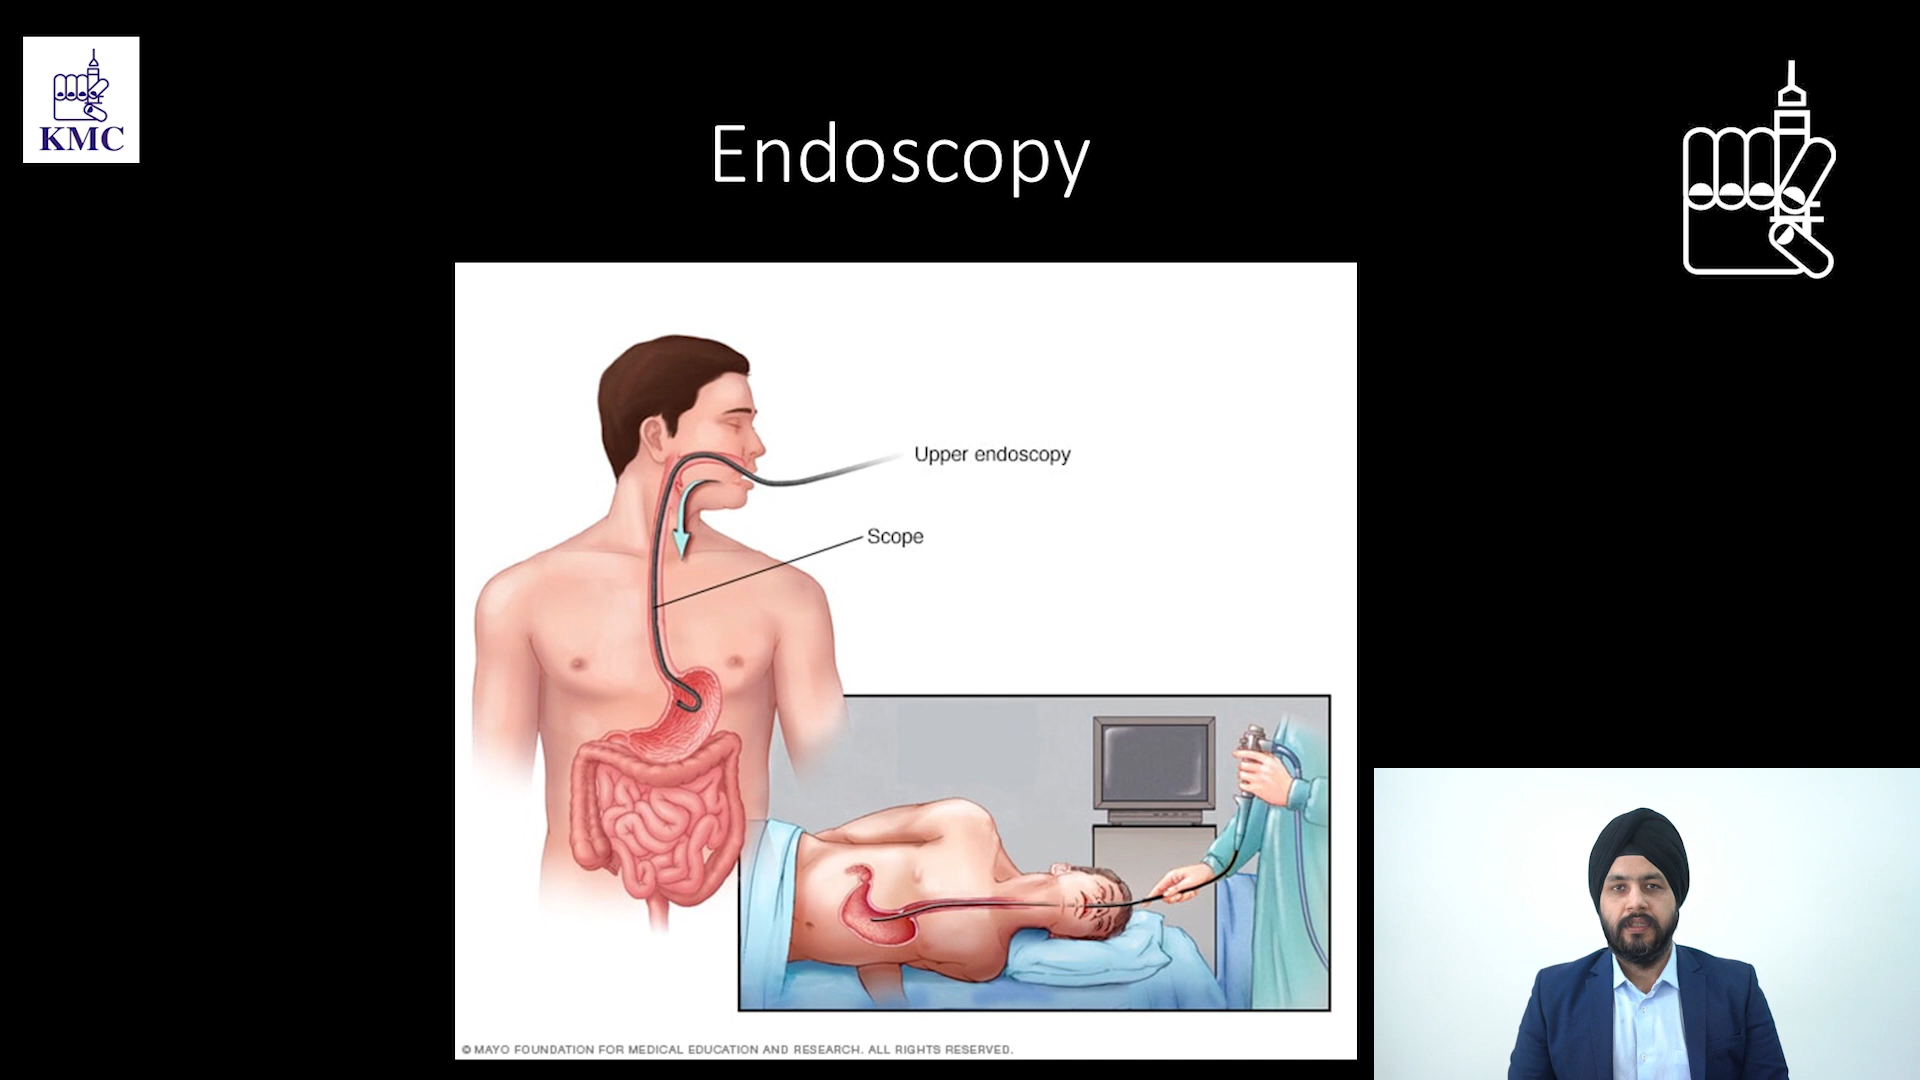 KMC
Endoscopy
Upper endoscopy
Scope
© MAYO FOUNDATION FOR MEDICAL EDUCATION AND RESEARCH. ALL RIGHTS RESERVED.